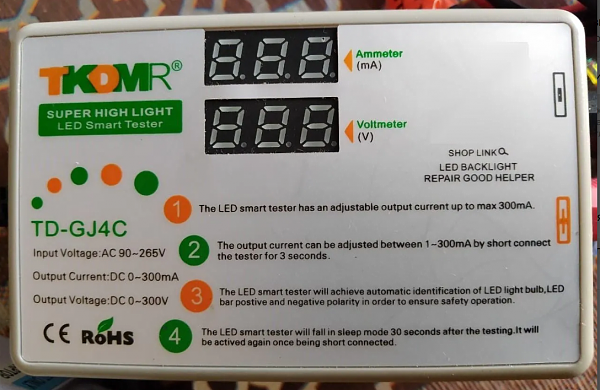 TKDMR®
SUPER HIGH LIGHT
LED Smart Tester
Ammeter
(mA)
Voltmeter
(V)
SHOP LINK
LED BACKLIGHT
REPAIR GOOD HELPER
TD-GJ4C
Input Voltage:AC 90~265V
Output Current:DC 0~300mA
Output Voltage:DC 0~300V
CE RoHS
1 The LED smart tester has an adjustable output current up to max 300mA.
2 The output current can be adjusted between 1~300mA by short connect
the tester for 3 seconds.
3 The LED smart tester will achieve automatic identification of LED light bulb,LED
bar postive and negative polarity in order to ensure safety operation.
4 The LED smart tester will fall in sleep mode 30 seconds after the testing.It will
be actived again once being short connected.